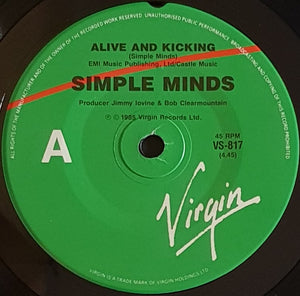 ALIVE AND KICKING
(Simple Minds)
EMI Music Publishing, Ltd/Castle Music
SIMPLE MINDS
Producer Jimmy Iovine & Bob Clearmountain
℗ © 1985 Virgin Records Ltd.
A
45 RPM
VS-817
(4.45)
Virgin
VIRGIN IS A TRADE MARK OF VIRGIN HOLDINGS LTD
ALL RIGHTS OF THE MANUFACTURER AND OF THE OWNER OF THE RECORDED WORK RESERVED. UNAUTHORISED PUBLIC PERFORMANCE, BROADCASTING AND COPYING OF THIS RECORD PROHIBITED